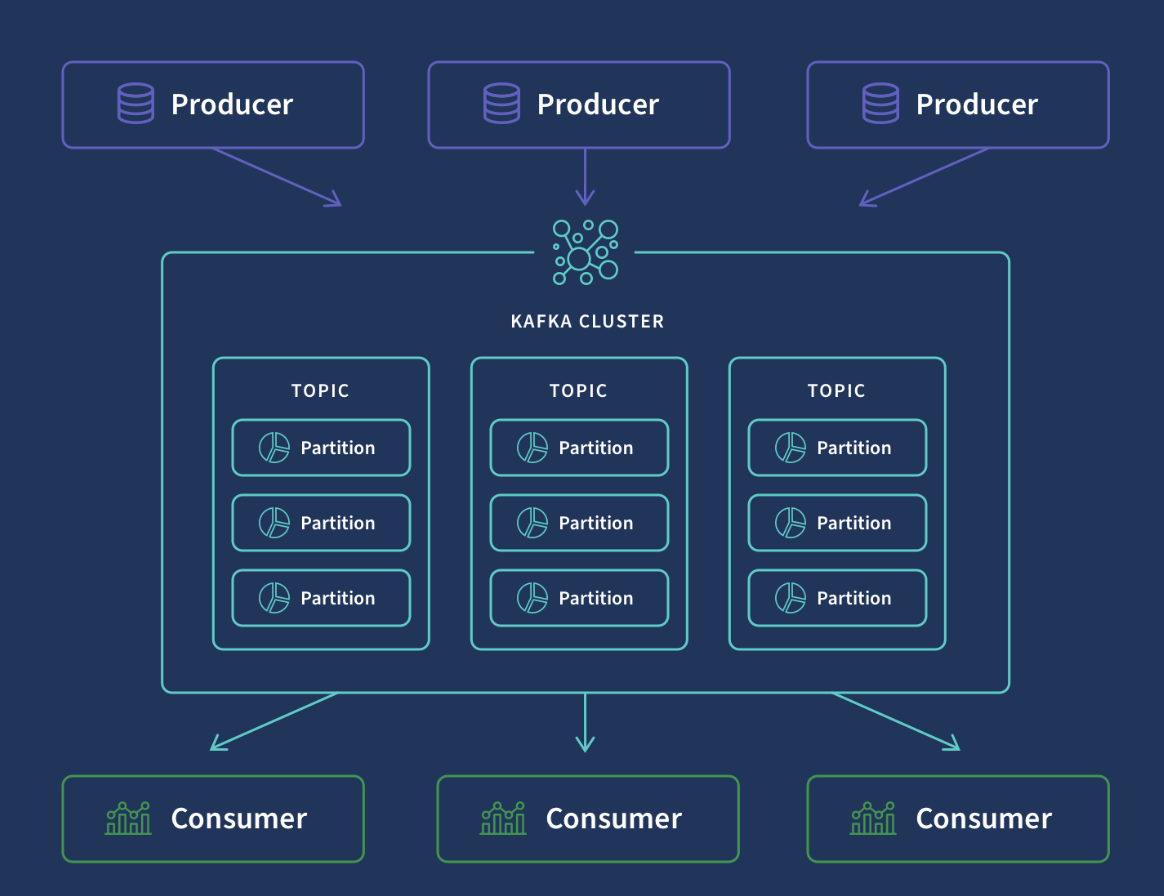 Producer
Producer
Producer
KAFKA CLUSTER
TOPIC
Partition
Partition
Partition
TOPIC
Partition
Partition
Partition
TOPIC
Partition
Partition
Partition
Consumer
Consumer
Consumer